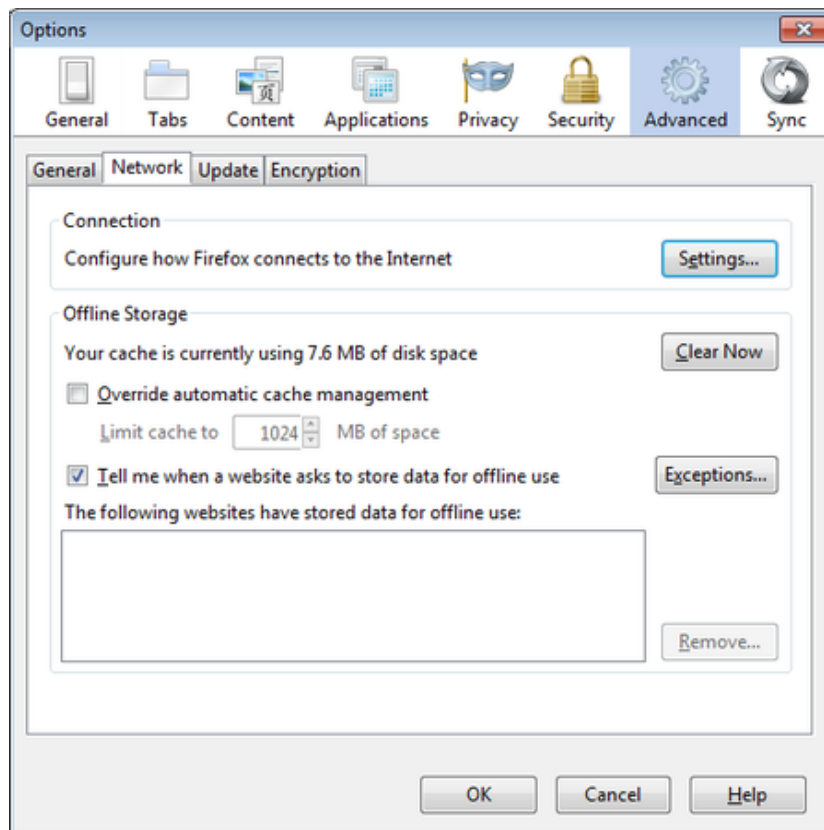 Options
General Tabs Content Applications Privacy Security Advanced Sync
General Network Update Encryption
Connection
Configure how Firefox connects to the Internet Settings...
Offline Storage
Your cache is currently using 7.6 MB of disk space Clear Now
Override automatic cache management
Limit cache to 1024 MB of space
Tell me when a website asks to store data for offline use Exceptions...
The following websites have stored data for offline use:
Remove...
OK Cancel Help